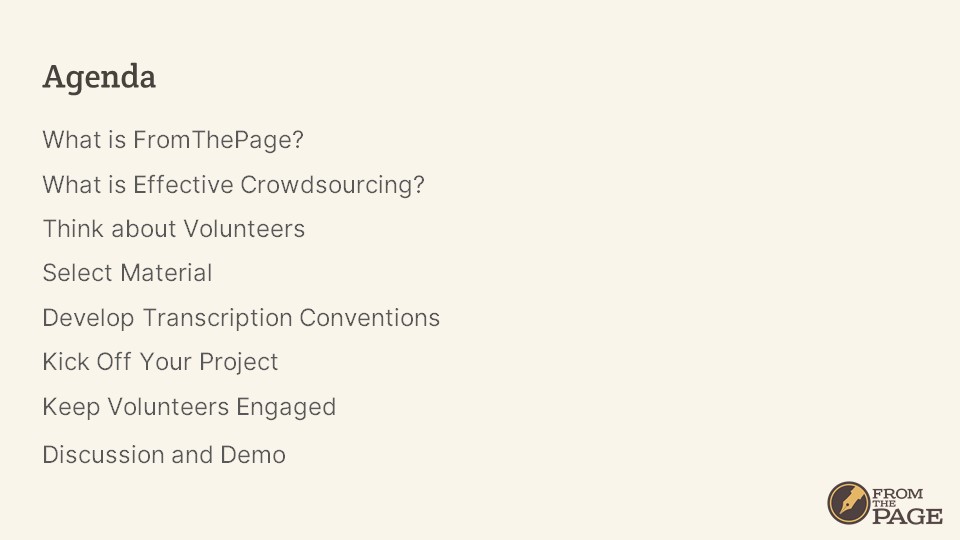 Agenda
What is FromThePage?
What is Effective Crowdsourcing?
Think about Volunteers
Select Material
Develop Transcription Conventions
Kick Off Your Project
Keep Volunteers Engaged
Discussion and Demo
FROM
THE
PAGE